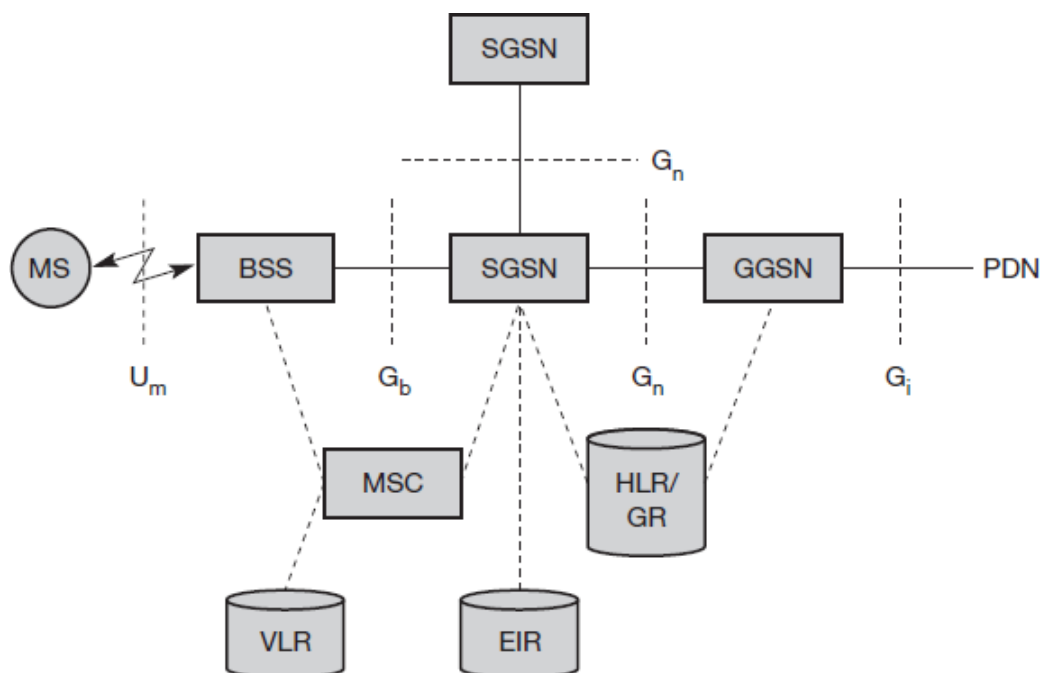 SGSN
Gn
MS
BSS
SGSN
GGSN
PDN
Um
Gb
Gn
Gi
MSC
HLR/
GR
VLR
EIR